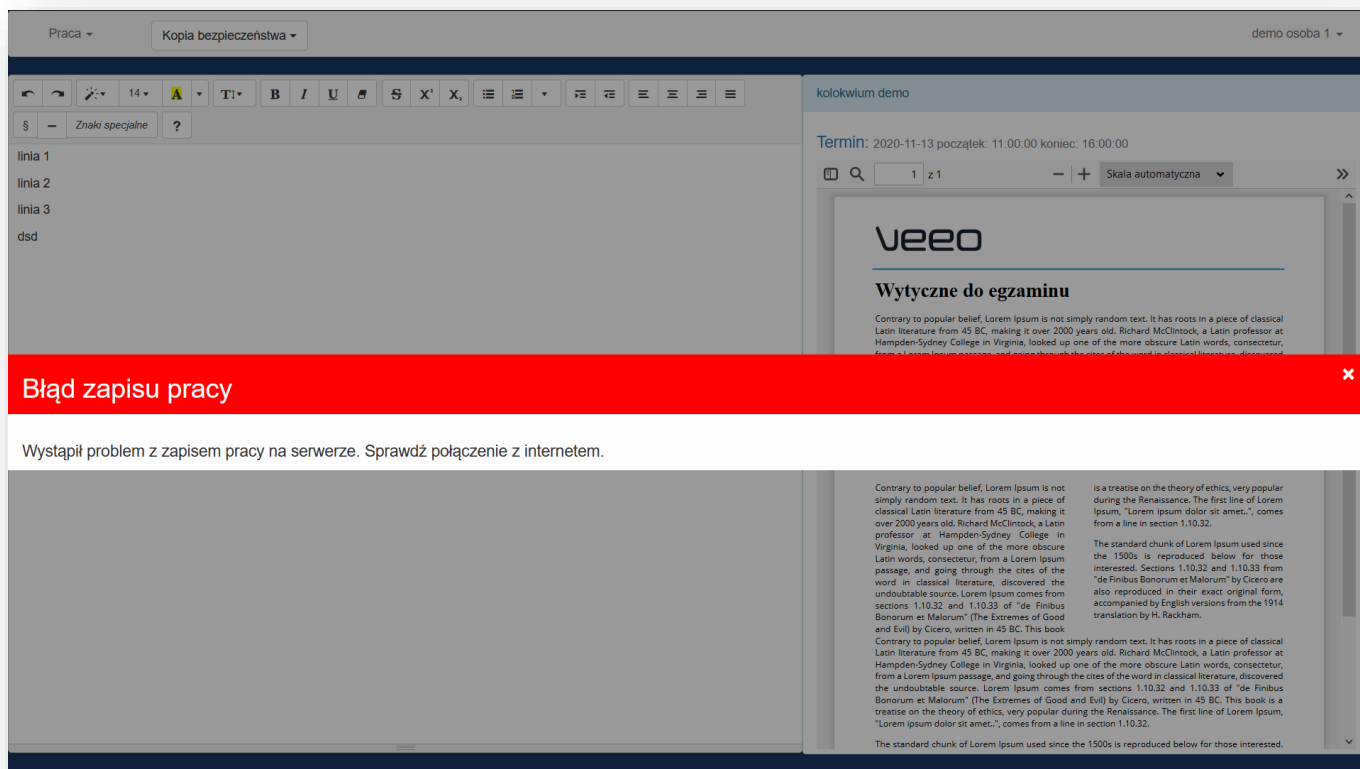 Praca
Kopia bezpieczeństwa
demo osoba 1
14 A T B I U S X² X₂
§ – Znaki specjalne ?
linia 1
linia 2
linia 3
dsd
kolokwium demo
Termin: 2020-11-13 początek: 11:00:00 koniec: 16:00:00
1 z 1 Skala automatyczna
veeo
Wytyczne do egzaminu
Contrary to popular belief, Lorem Ipsum is not simply random text. It has roots in a piece of classical
Latin literature from 45 BC, making it over 2000 years old. Richard McClintock, a Latin professor at
Hampden-Sydney College in Virginia, looked up one of the more obscure Latin words, consectetur,
from a Lorem Ipsum passage, and going through the cites of the word in classical literature, discovered
Błąd zapisu pracy
×
Wystąpił problem z zapisem pracy na serwerze. Sprawdź połączenie z internetem.
Contrary to popular belief, Lorem Ipsum is not
simply random text. It has roots in a piece of
classical Latin literature from 45 BC, making it
over 2000 years old. Richard McClintock, a Latin
professor at Hampden-Sydney College in
Virginia, looked up one of the more obscure
Latin words, consectetur, from a Lorem Ipsum
passage, and going through the cites of the
word in classical literature, discovered the
undoubtable source. Lorem Ipsum comes from
sections 1.10.32 and 1.10.33 of "de Finibus
Bonorum et Malorum" (The Extremes of Good
and Evil) by Cicero, written in 45 BC. This book
is a treatise on the theory of ethics, very popular
during the Renaissance. The first line of Lorem
Ipsum, "Lorem ipsum dolor sit amet..", comes
from a line in section 1.10.32.
The standard chunk of Lorem Ipsum used since
the 1500s is reproduced below for those
interested. Sections 1.10.32 and 1.10.33 from
"de Finibus Bonorum et Malorum" by Cicero are
also reproduced in their exact original form,
accompanied by English versions from the 1914
translation by H. Rackham.
Contrary to popular belief, Lorem Ipsum is not simply random text. It has roots in a piece of classical
Latin literature from 45 BC, making it over 2000 years old. Richard McClintock, a Latin professor at
Hampden-Sydney College in Virginia, looked up one of the more obscure Latin words, consectetur,
from a Lorem Ipsum passage, and going through the cites of the word in classical literature, discovered
the undoubtable source. Lorem Ipsum comes from sections 1.10.32 and 1.10.33 of "de Finibus
Bonorum et Malorum" (The Extremes of Good and Evil) by Cicero, written in 45 BC. This book is a
treatise on the theory of ethics, very popular during the Renaissance. The first line of Lorem Ipsum,
"Lorem ipsum dolor sit amet..", comes from a line in section 1.10.32.
The standard chunk of Lorem Ipsum used since the 1500s is reproduced below for those interested.